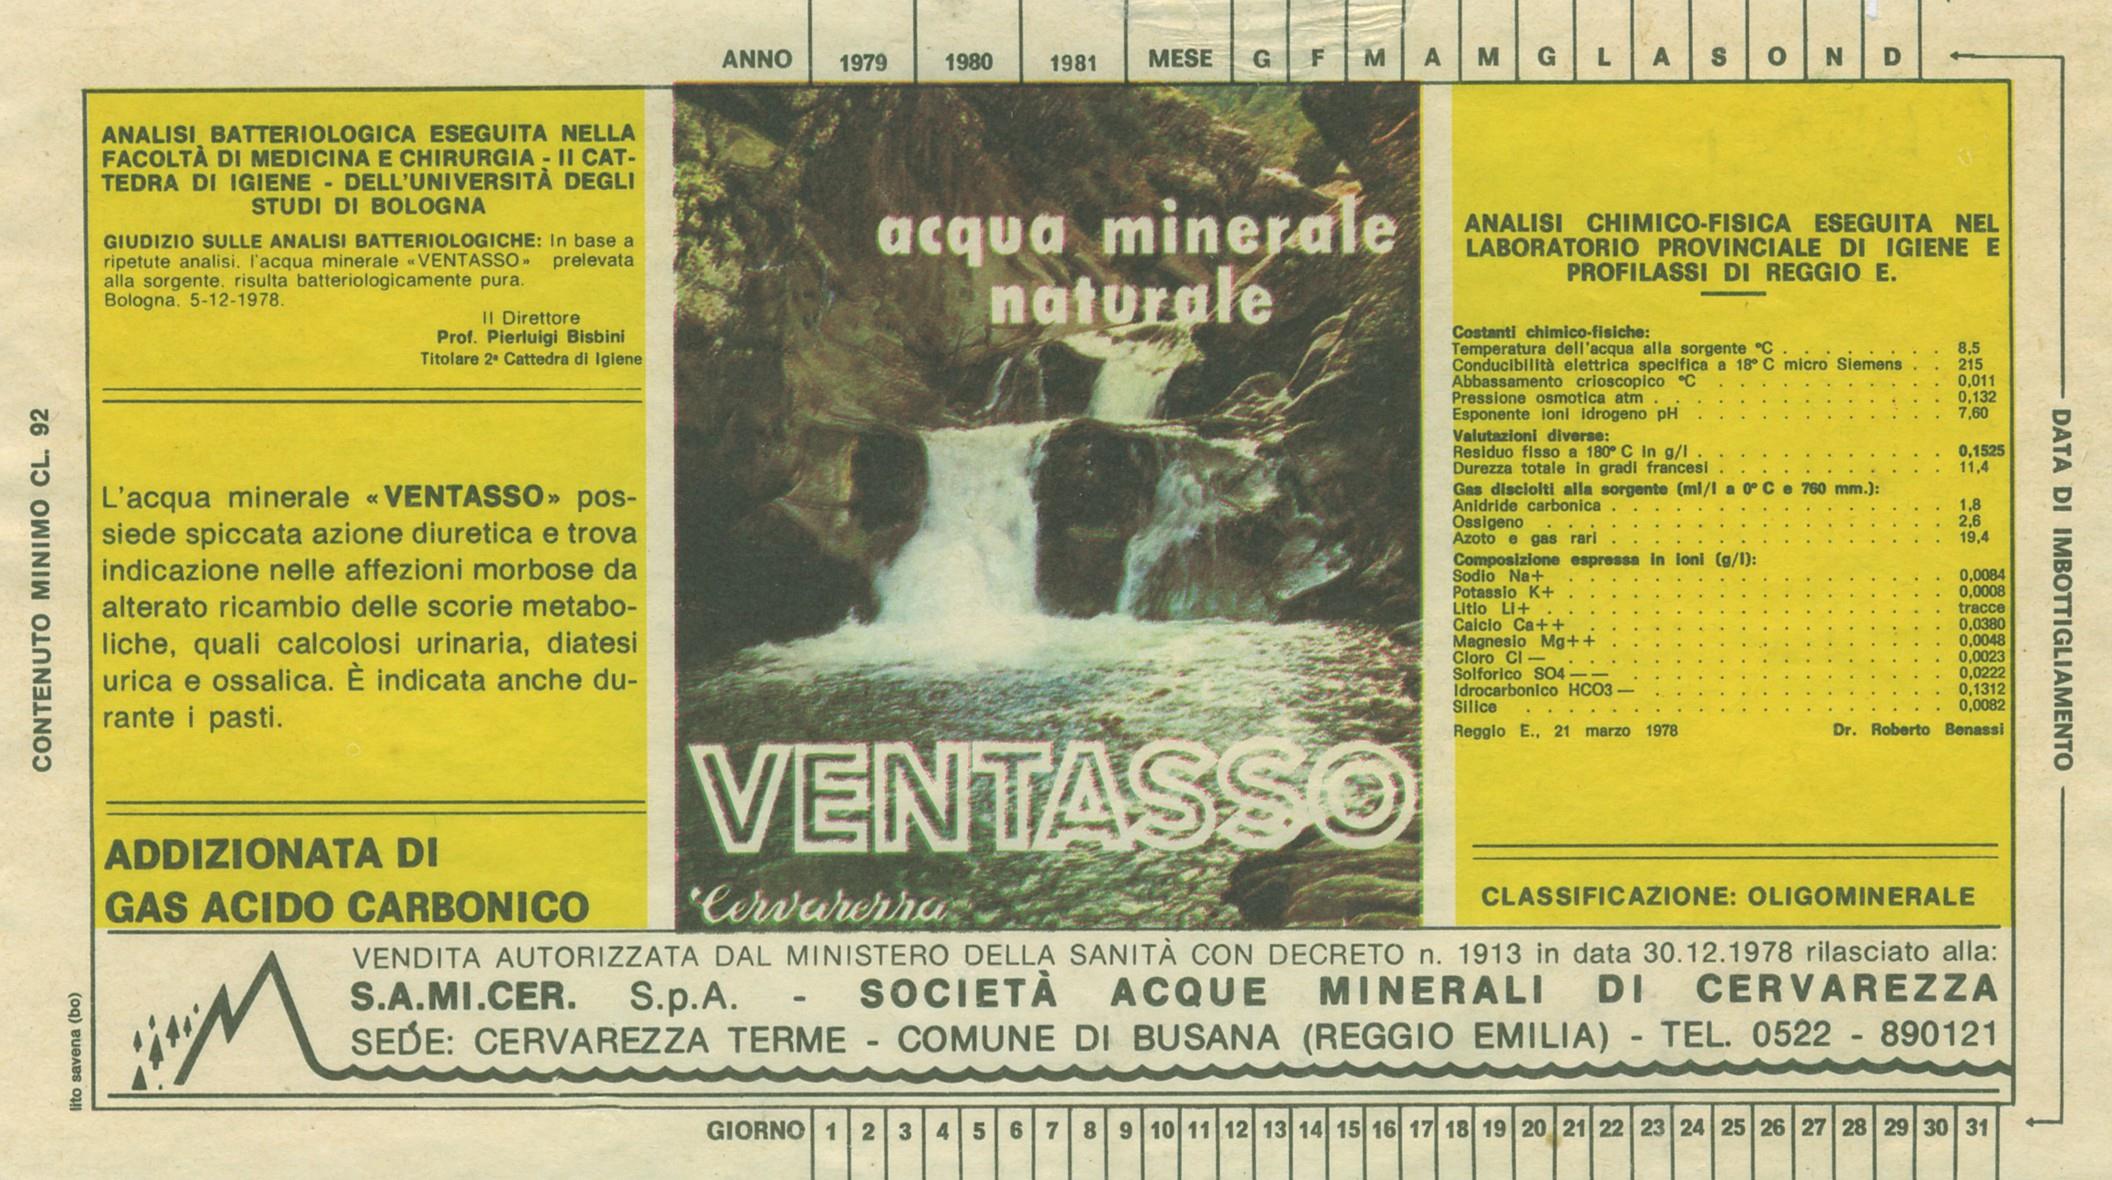 ANNO 1979 1980 1981 MESE G F M A M G L A S O N D
ANALISI BATTERIOLOGICA ESEGUITA NELLA
FACOLTÀ DI MEDICINA E CHIRURGIA - II CAT-
TEDRA DI IGIENE - DELL'UNIVERSITÀ DEGLI
STUDI DI BOLOGNA
GIUDIZIO SULLE ANALISI BATTERIOLOGICHE: In base a
ripetute analisi, l'acqua minerale «VENTASSO» prelevata
alla sorgente, risulta batteriologicamente pura.
Bologna, 5-12-1978.
Il Direttore
Prof. Pierluigi Bisbini
Titolare 2ª Cattedra di Igiene
L'acqua minerale «VENTASSO» pos-
siede spiccata azione diuretica e trova
indicazione nelle affezioni morbose da
alterato ricambio delle scorie metabo-
liche, quali calcolosi urinaria, diatesi
urica e ossalica. È indicata anche du-
rante i pasti.
ADDIZIONATA DI
GAS ACIDO CARBONICO
CONTENUTO MINIMO CL. 92
lito savena (bo)
acqua minerale
naturale
VENTASSO
Cervarezza
ANALISI CHIMICO-FISICA ESEGUITA NEL
LABORATORIO PROVINCIALE DI IGIENE E
PROFILASSI DI REGGIO E.
Costanti chimico-fisiche:
Temperatura dell'acqua alla sorgente °C . . . . . . . . 8,5
Conducibilità elettrica specifica a 18° C micro Siemens . . 215
Abbassamento crioscopico °C . . . . . . . . . . . . 0,011
Pressione osmotica atm . . . . . . . . . . . . . . . 0,132
Esponente ioni idrogeno pH . . . . . . . . . . . . . 7,60
Valutazioni diverse:
Residuo fisso a 180° C in g/l . . . . . . . . . . . . . 0,1525
Durezza totale in gradi francesi . . . . . . . . . . . . 11,4
Gas disciolti alla sorgente (ml/l a 0° C e 760 mm.):
Anidride carbonica . . . . . . . . . . . . . . . . . 1,8
Ossigeno . . . . . . . . . . . . . . . . . . . . 2,6
Azoto e gas rari . . . . . . . . . . . . . . . . . 19,4
Composizione espressa in ioni (g/l):
Sodio Na+ . . . . . . . . . . . . . . . . . . . 0,0084
Potassio K+ . . . . . . . . . . . . . . . . . . . 0,0008
Litio Li+ . . . . . . . . . . . . . . . . . . . . tracce
Calcio Ca++ . . . . . . . . . . . . . . . . . . 0,0380
Magnesio Mg++ . . . . . . . . . . . . . . . . . 0,0048
Cloro Cl — . . . . . . . . . . . . . . . . . . . 0,0023
Solforico SO4 — — . . . . . . . . . . . . . . . . 0,0222
Idrocarbonico HCO3 — . . . . . . . . . . . . . . . 0,1312
Silice . . . . . . . . . . . . . . . . . . . . . 0,0082
Reggio E., 21 marzo 1978 Dr. Roberto Benassi
CLASSIFICAZIONE: OLIGOMINERALE
DATA DI IMBOTTIGLIAMENTO
VENDITA AUTORIZZATA DAL MINISTERO DELLA SANITÀ CON DECRETO n. 1913 in data 30.12.1978 rilasciato alla:
S.A.MI.CER. S.p.A. - SOCIETÀ ACQUE MINERALI DI CERVAREZZA
SEDE: CERVAREZZA TERME - COMUNE DI BUSANA (REGGIO EMILIA) - TEL. 0522 - 890121
GIORNO 1 2 3 4 5 6 7 8 9 10 11 12 13 14 15 16 17 18 19 20 21 22 23 24 25 26 27 28 29 30 31